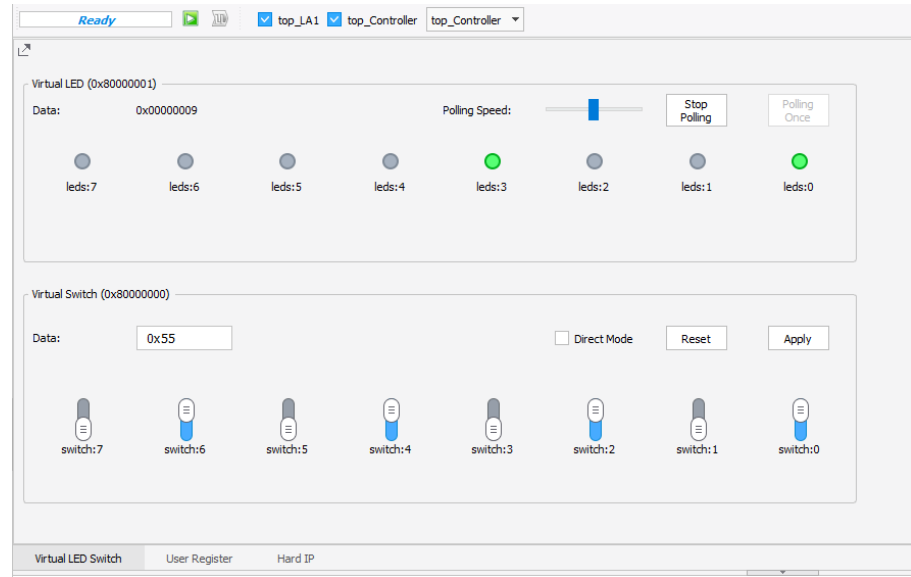 Ready top_LA1 top_Controller top_Controller
Virtual LED (0x80000001)
Data: 0x00000009 Polling Speed: Stop Polling Polling Once
leds:7 leds:6 leds:5 leds:4 leds:3 leds:2 leds:1 leds:0
Virtual Switch (0x80000000)
Data: 0x55 Direct Mode Reset Apply
switch:7 switch:6 switch:5 switch:4 switch:3 switch:2 switch:1 switch:0
Virtual LED Switch User Register Hard IP